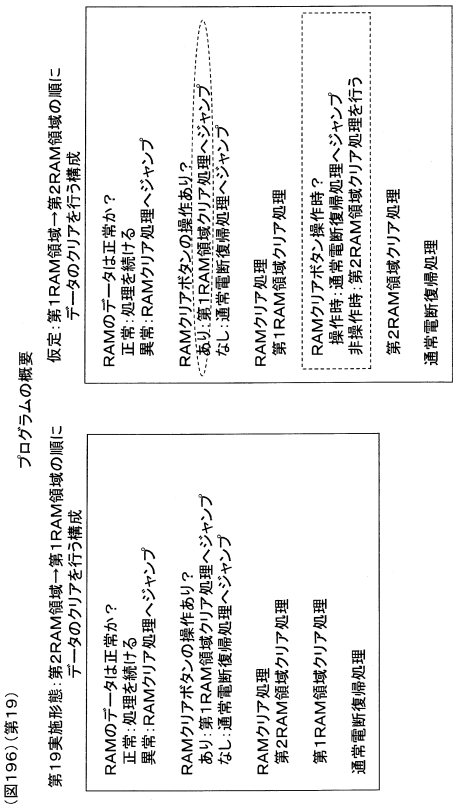 (図196)(第19)
プログラムの概要
第19実施形態:第2RAM領域→第1RAM領域の順に
データのクリアを行う構成
RAMのデータは正常か?
正常:処理を続ける
異常:RAMクリア処理へジャンプ
RAMクリアボタンの操作あり?
あり:第1RAM領域クリア処理へジャンプ
なし:通常電断復帰処理へジャンプ
RAMクリア処理
第2RAM領域クリア処理
第1RAM領域クリア処理
通常電断復帰処理
仮定:第1RAM領域→第2RAM領域の順に
データのクリアを行う構成
RAMのデータは正常か?
正常:処理を続ける
異常:RAMクリア処理へジャンプ
RAMクリアボタンの操作あり?
あり:第1RAM領域クリア処理へジャンプ
なし:通常電断復帰処理へジャンプ
RAMクリア処理
第1RAM領域クリア処理
RAMクリアボタン操作時?
操作時:通常電断復帰処理へジャンプ
非操作時:第2RAM領域クリア処理を行う
第2RAM領域クリア処理
通常電断復帰処理